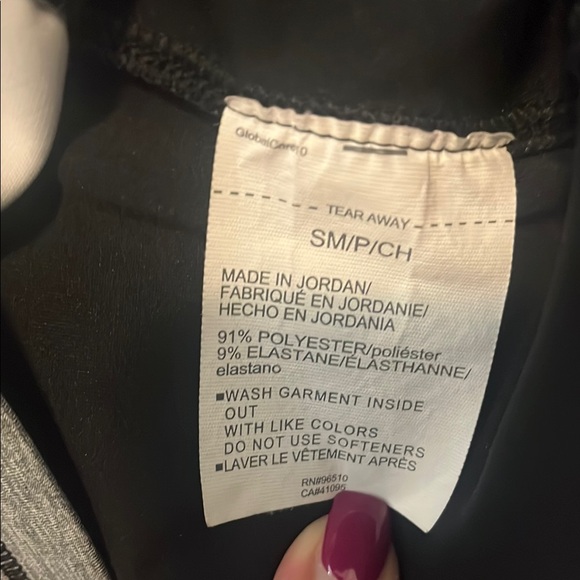 GlobalCare10
TEAR AWAY
SM/P/CH
MADE IN JORDAN/
FABRIQUÉ EN JORDANIE/
HECHO EN JORDANIA
91% POLYESTER/poliéster
9% ELASTANE/ÉLASTHANNE/
elastano
■WASH GARMENT INSIDE
OUT
WITH LIKE COLORS
DO NOT USE SOFTENERS
■LAVER LE VÊTEMENT APRÈS
RN#96510
CA#41095